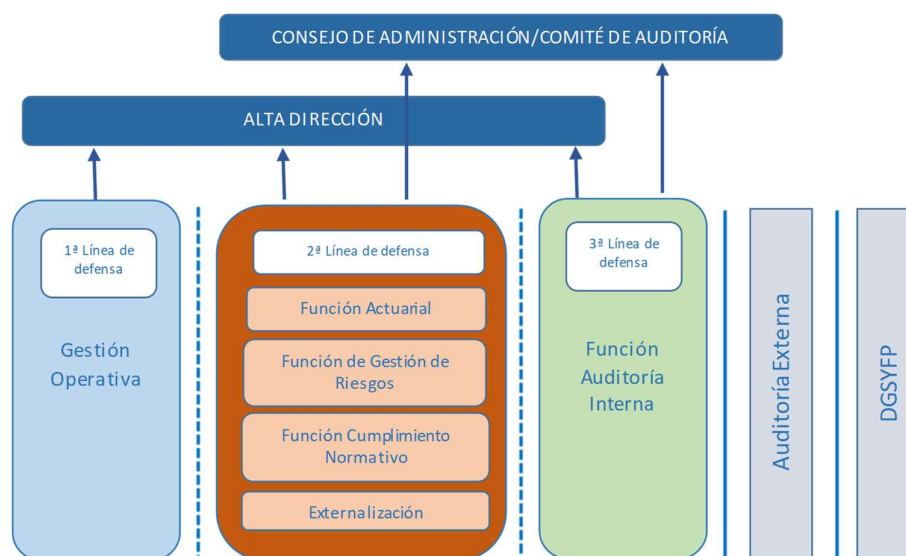 CONSEJO DE ADMINISTRACIÓN/COMITÉ DE AUDITORÍA
ALTA DIRECCIÓN
1ª Línea de
defensa
Gestión
Operativa
2ª Línea de defensa
Función Actuarial
Función de Gestión de
Riesgos
Función Cumplimiento
Normativo
Externalización
3ª Línea de
defensa
Función
Auditoría
Interna
Auditoría Externa
DGSYFP